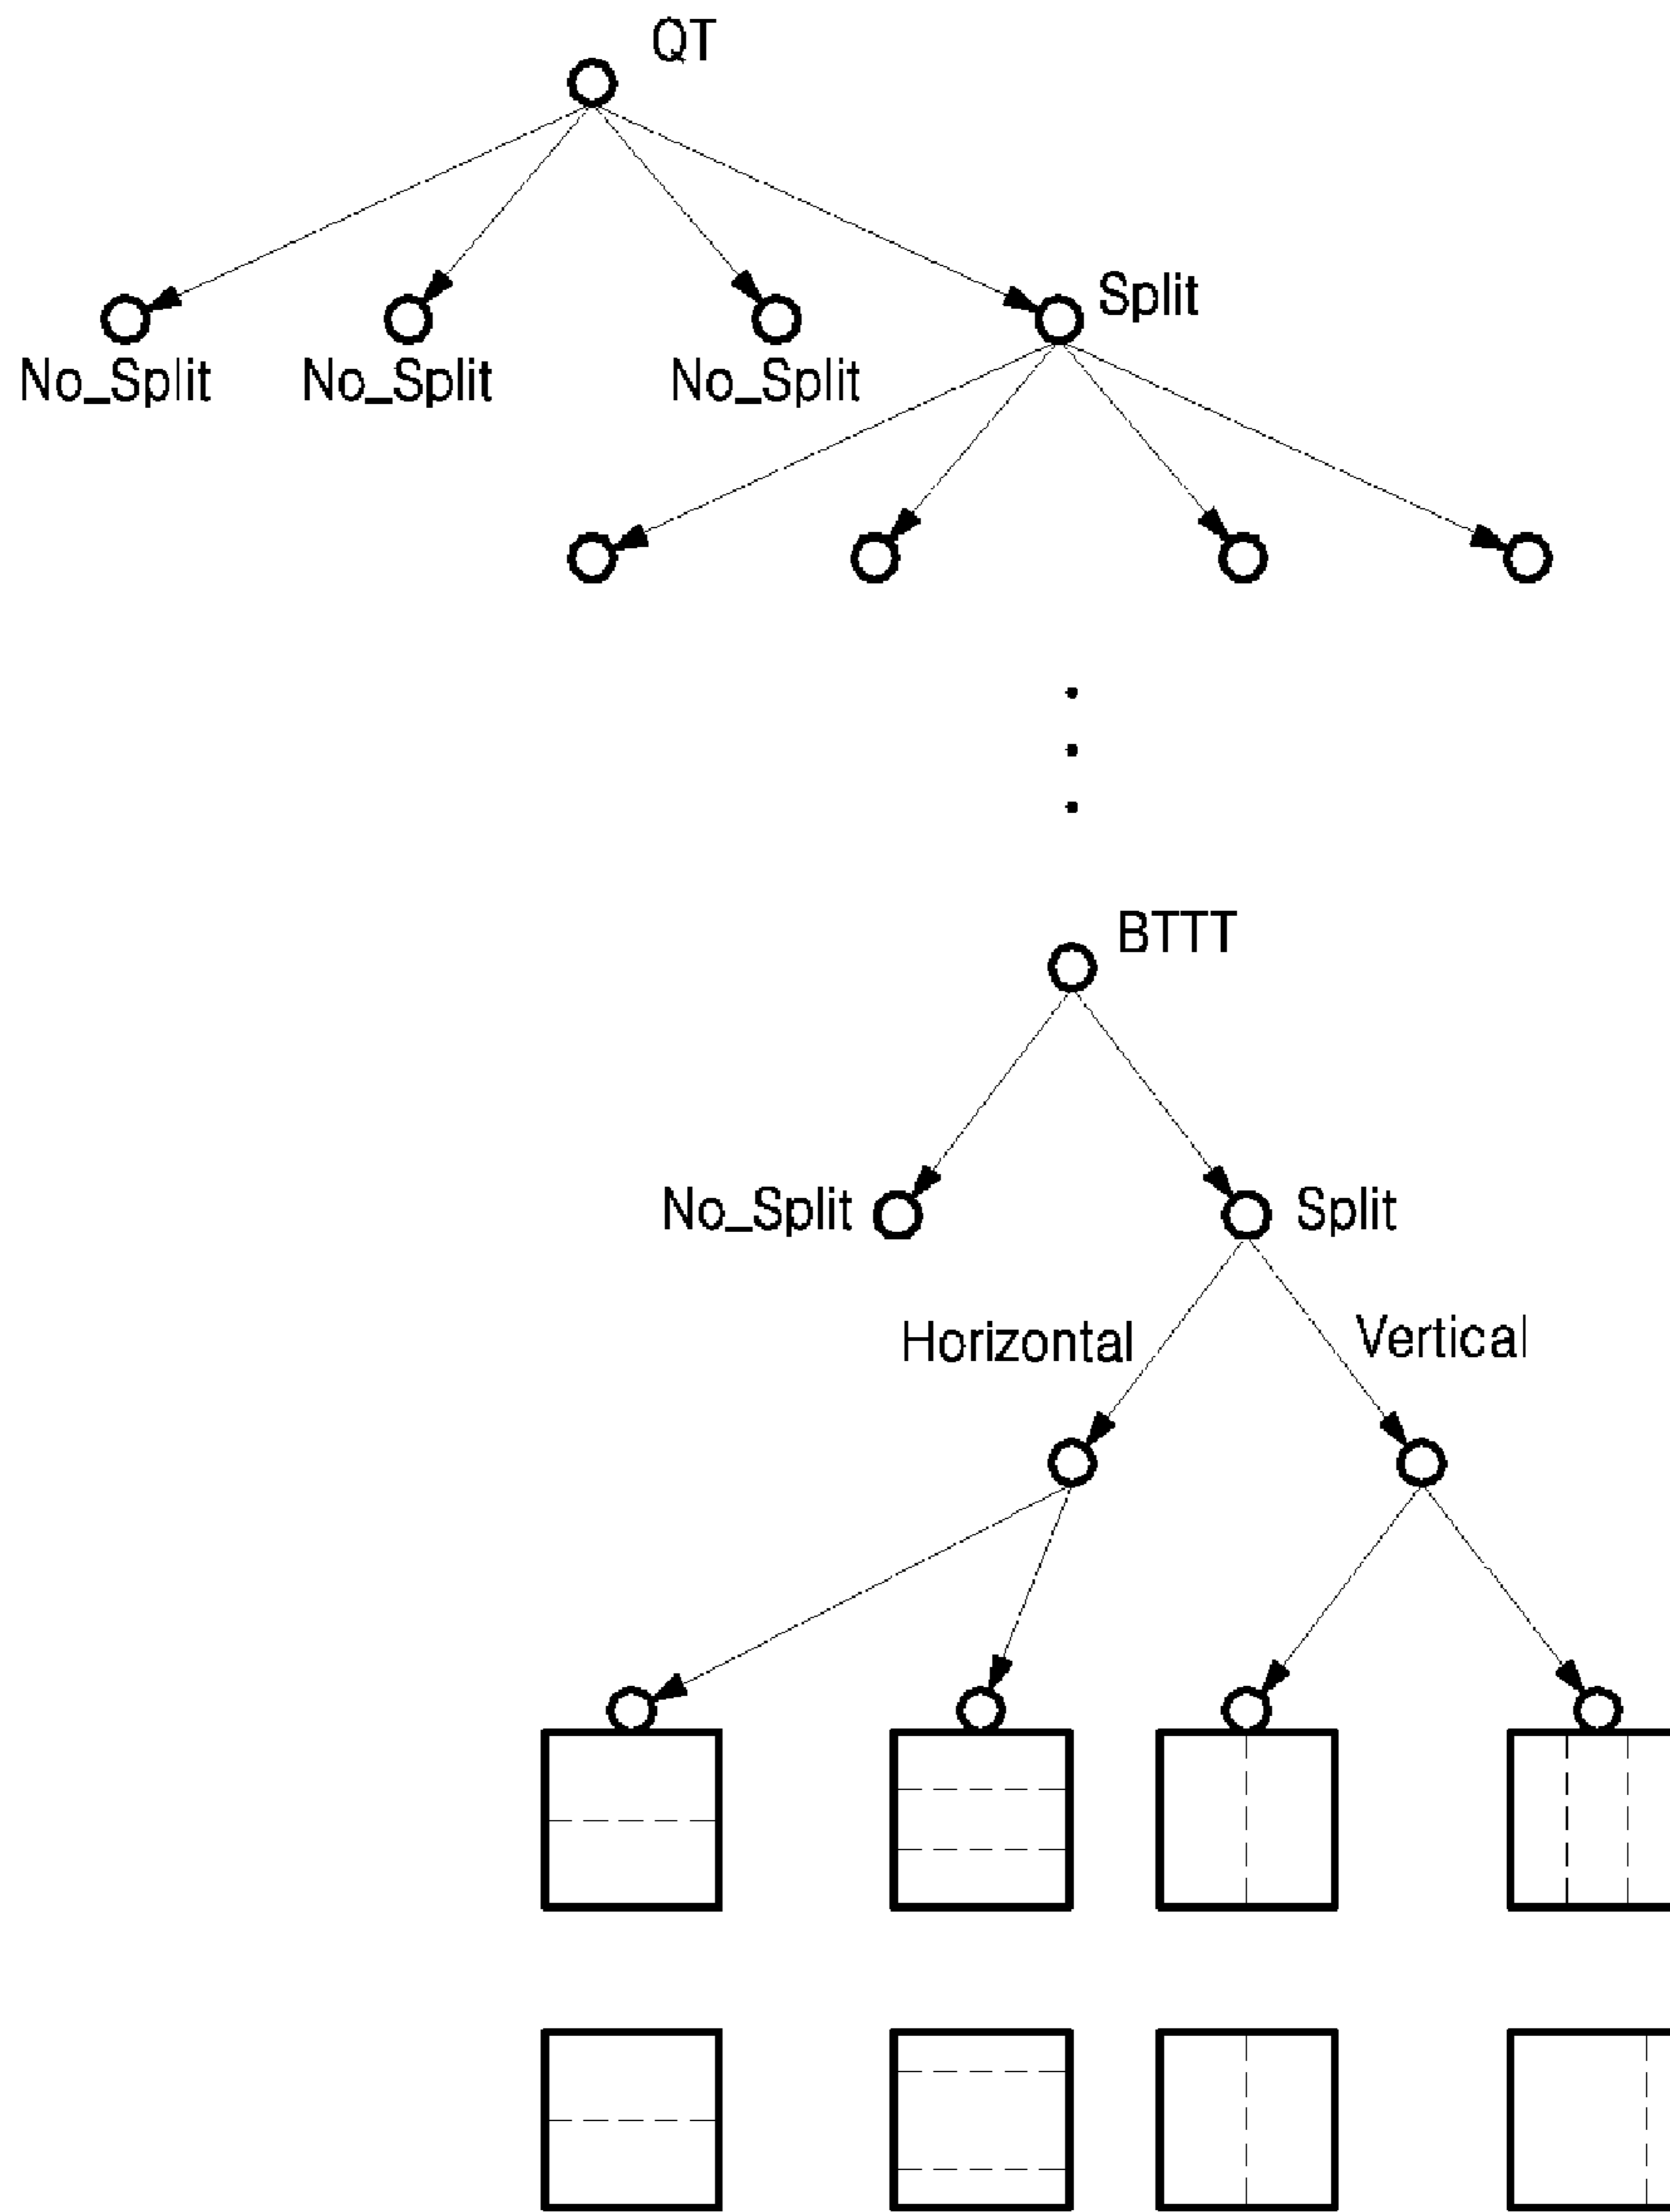 QT
Split
No_Split
No_Split
No_Split
BTTT
No_Split
Split
Horizontal
Vertical